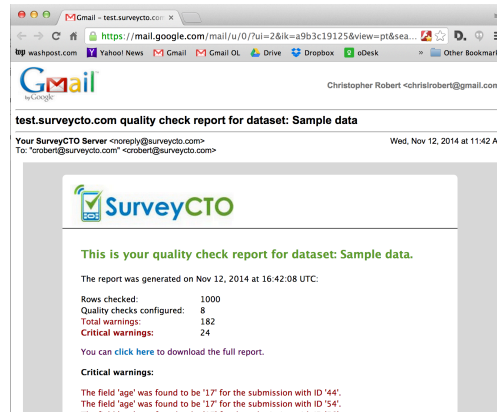 Gmail - test.surveycto.com
https://mail.google.com/mail/u/0/?ui=2&ik=a9b3c19125&view=pt&sea...
wp washpost.com Yahoo! News Gmail Gmail OL Drive Dropbox oDesk » Other Bookmark
Gmail
by Google
Christopher Robert <chrislrobert@gmail.com
test.surveycto.com quality check report for dataset: Sample data
Your SurveyCTO Server <noreply@surveycto.com> Wed, Nov 12, 2014 at 11:42 A
To: "crobert@surveycto.com" <crobert@surveycto.com>
SurveyCTO
This is your quality check report for dataset: Sample data.
The report was generated on Nov 12, 2014 at 16:42:08 UTC:
Rows checked: 1000
Quality checks configured: 8
Total warnings: 182
Critical warnings: 24
You can click here to download the full report.
Critical warnings:
The field 'age' was found to be '17' for the submission with ID '44'.
The field 'age' was found to be '17' for the submission with ID '54'.